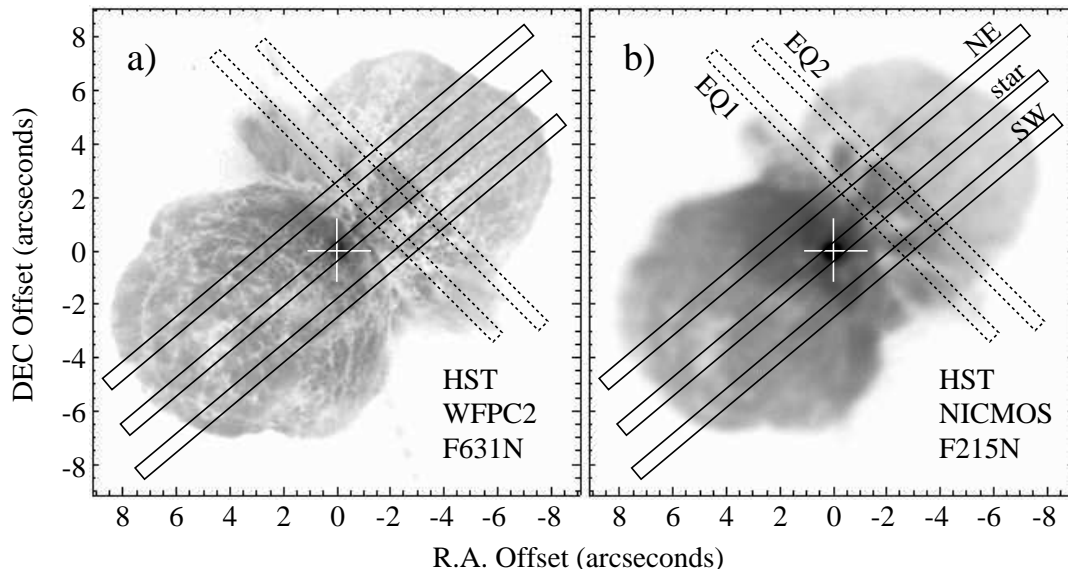 a)
HST
WFPC2
F631N
b)
EQ1
EQ2
NE
star
SW
HST
NICMOS
F215N
8
6
4
2
0
-2
-4
-6
-8
DEC Offset (arcseconds)
8 6 4 2 0 -2 -4 -6 -8
8 6 4 2 0 -2 -4 -6 -8
R.A. Offset (arcseconds)